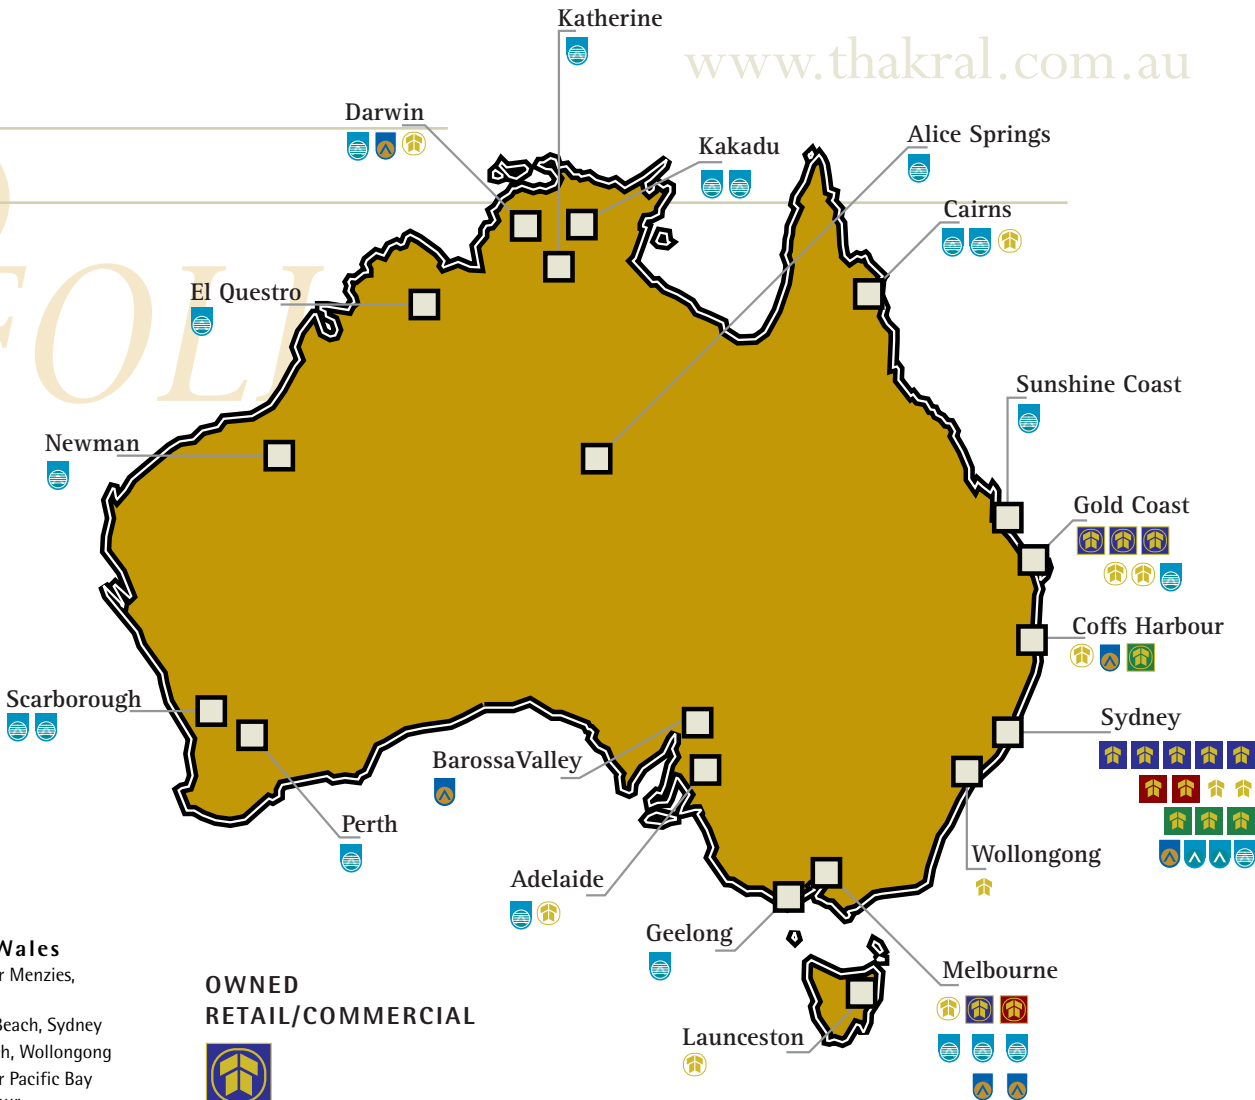 Katherine
www.thakral.com.au
Darwin
Alice Springs
Kakadu
Cairns
El Questro
FOLI
Sunshine Coast
Newman
Gold Coast
Coffs Harbour
Scarborough
Sydney
BarossaValley
Perth
Wollongong
Adelaide
Geelong
Wales
r Menzies,
Melbourne
OWNED
RETAIL/COMMERCIAL
Beach, Sydney
Launceston
h, Wollongong
r Pacific Bay